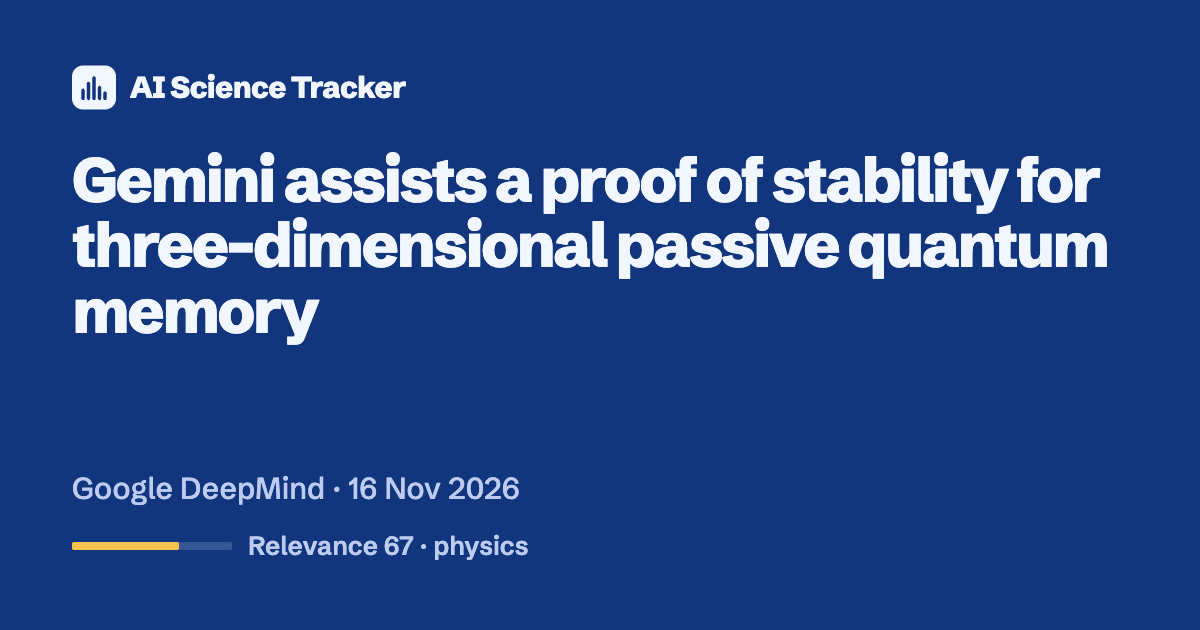 AI Science Tracker
Gemini assists a proof of stability for
three-dimensional passive quantum
memory
Google DeepMind · 16 Nov 2026
Relevance 67 · physics